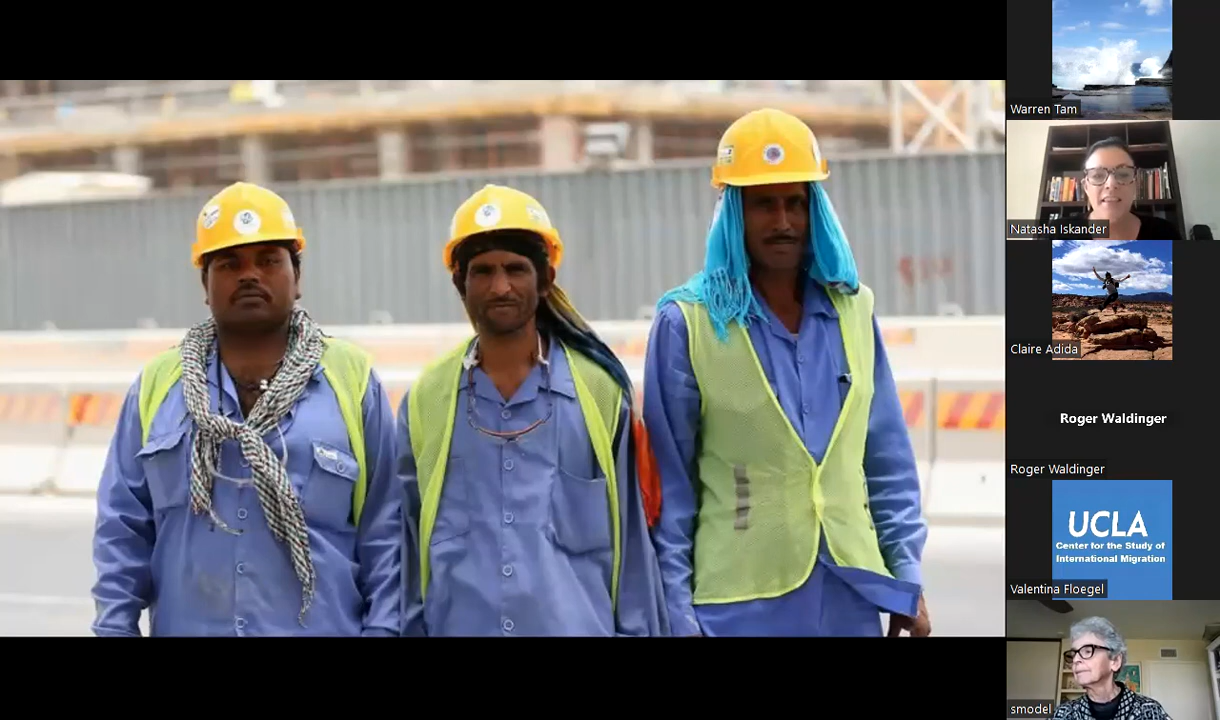 Warren Tam
Natasha Iskander
Claire Adida
Roger Waldinger
Roger Waldinger
UCLA
Center for the Study of
International Migration
Valentina Floegel
smodel